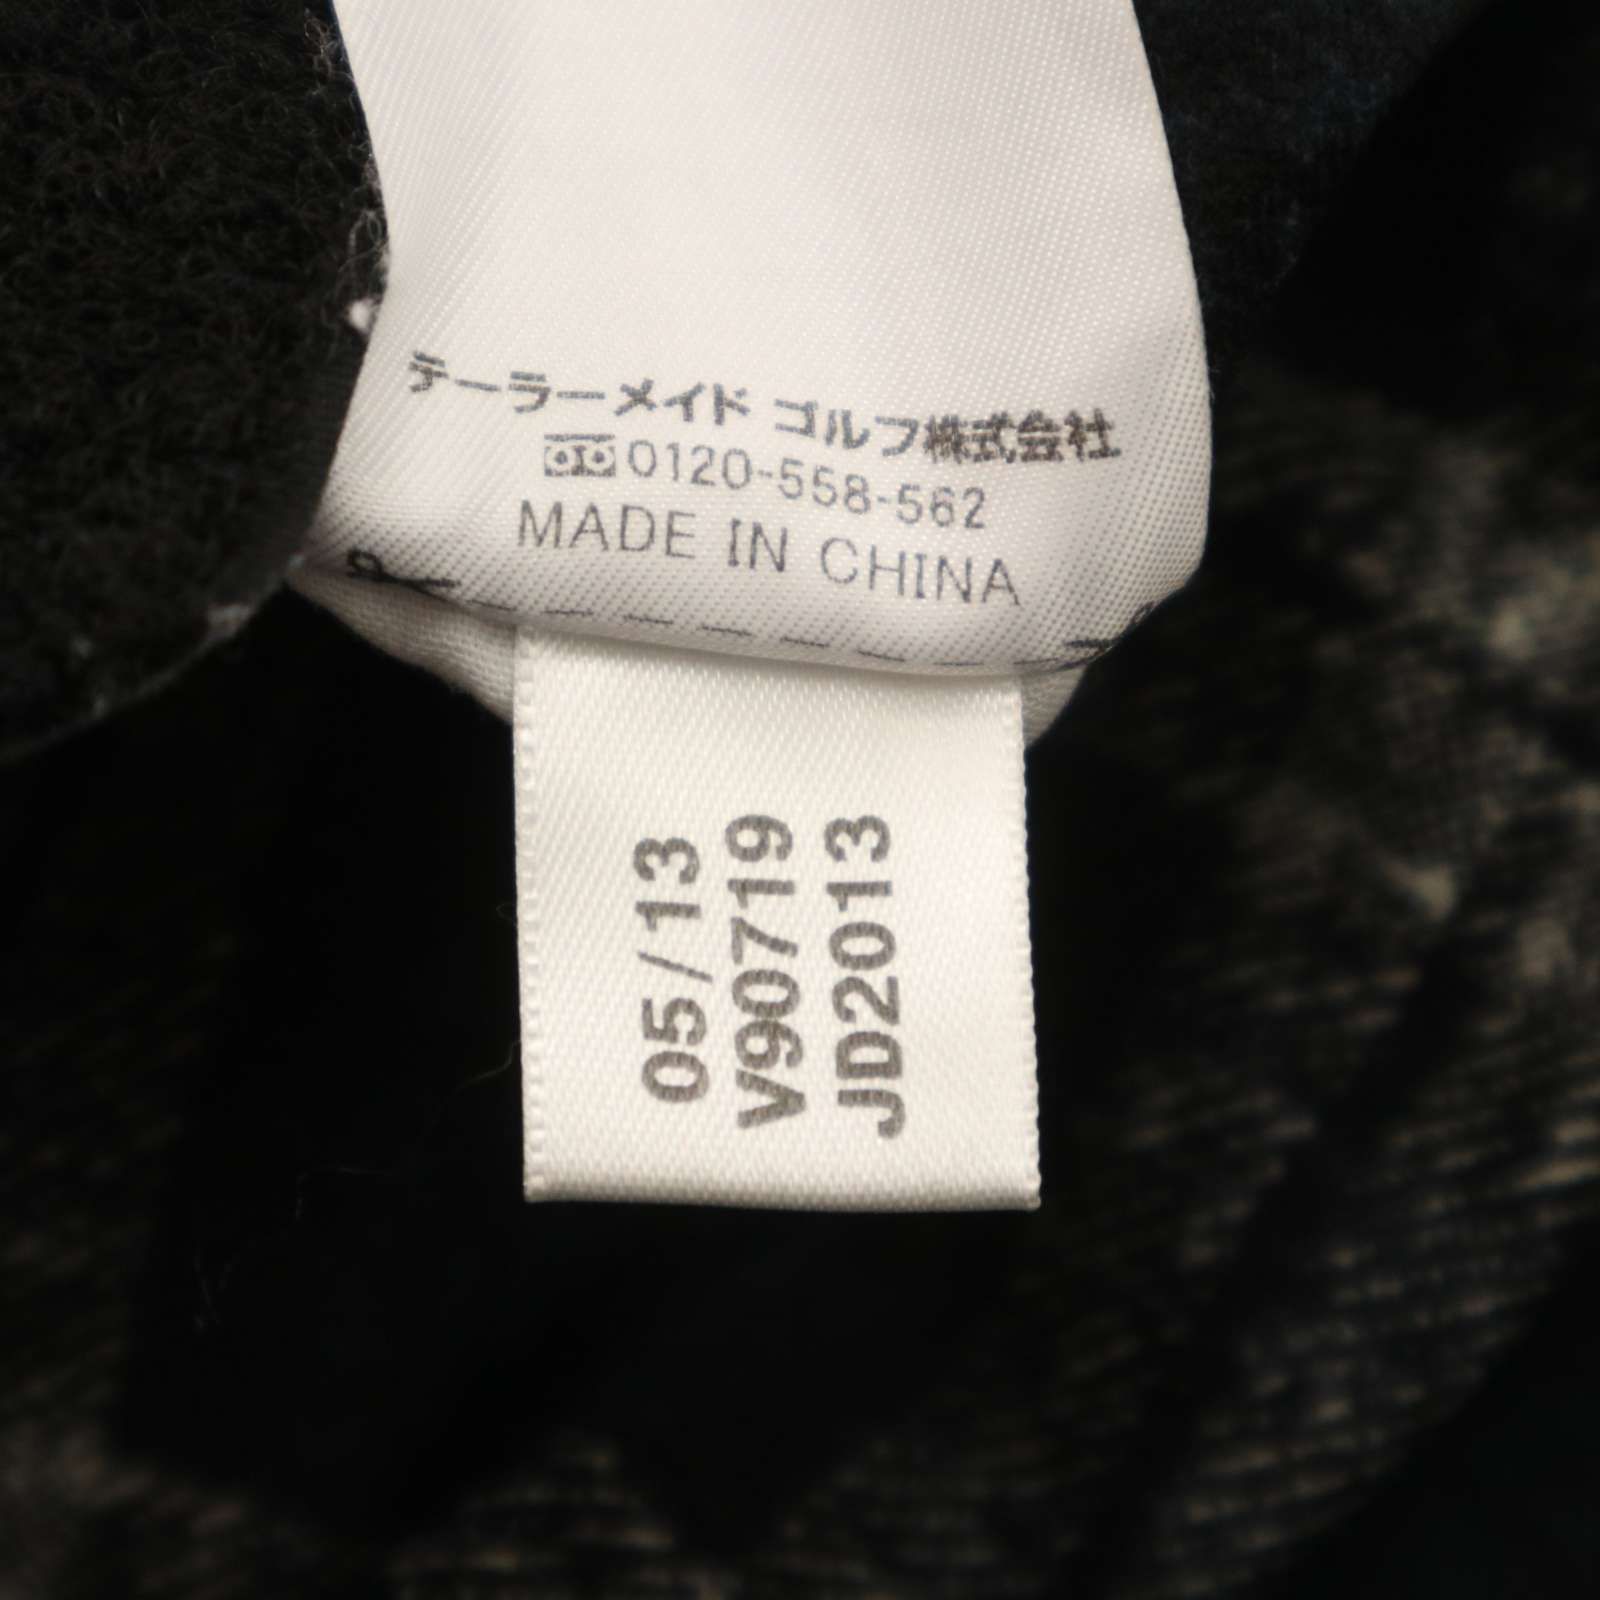 テーラーメイド ゴルフ株式会社
0120-558-562
MADE IN CHINA
05/13
V90719
JD2013